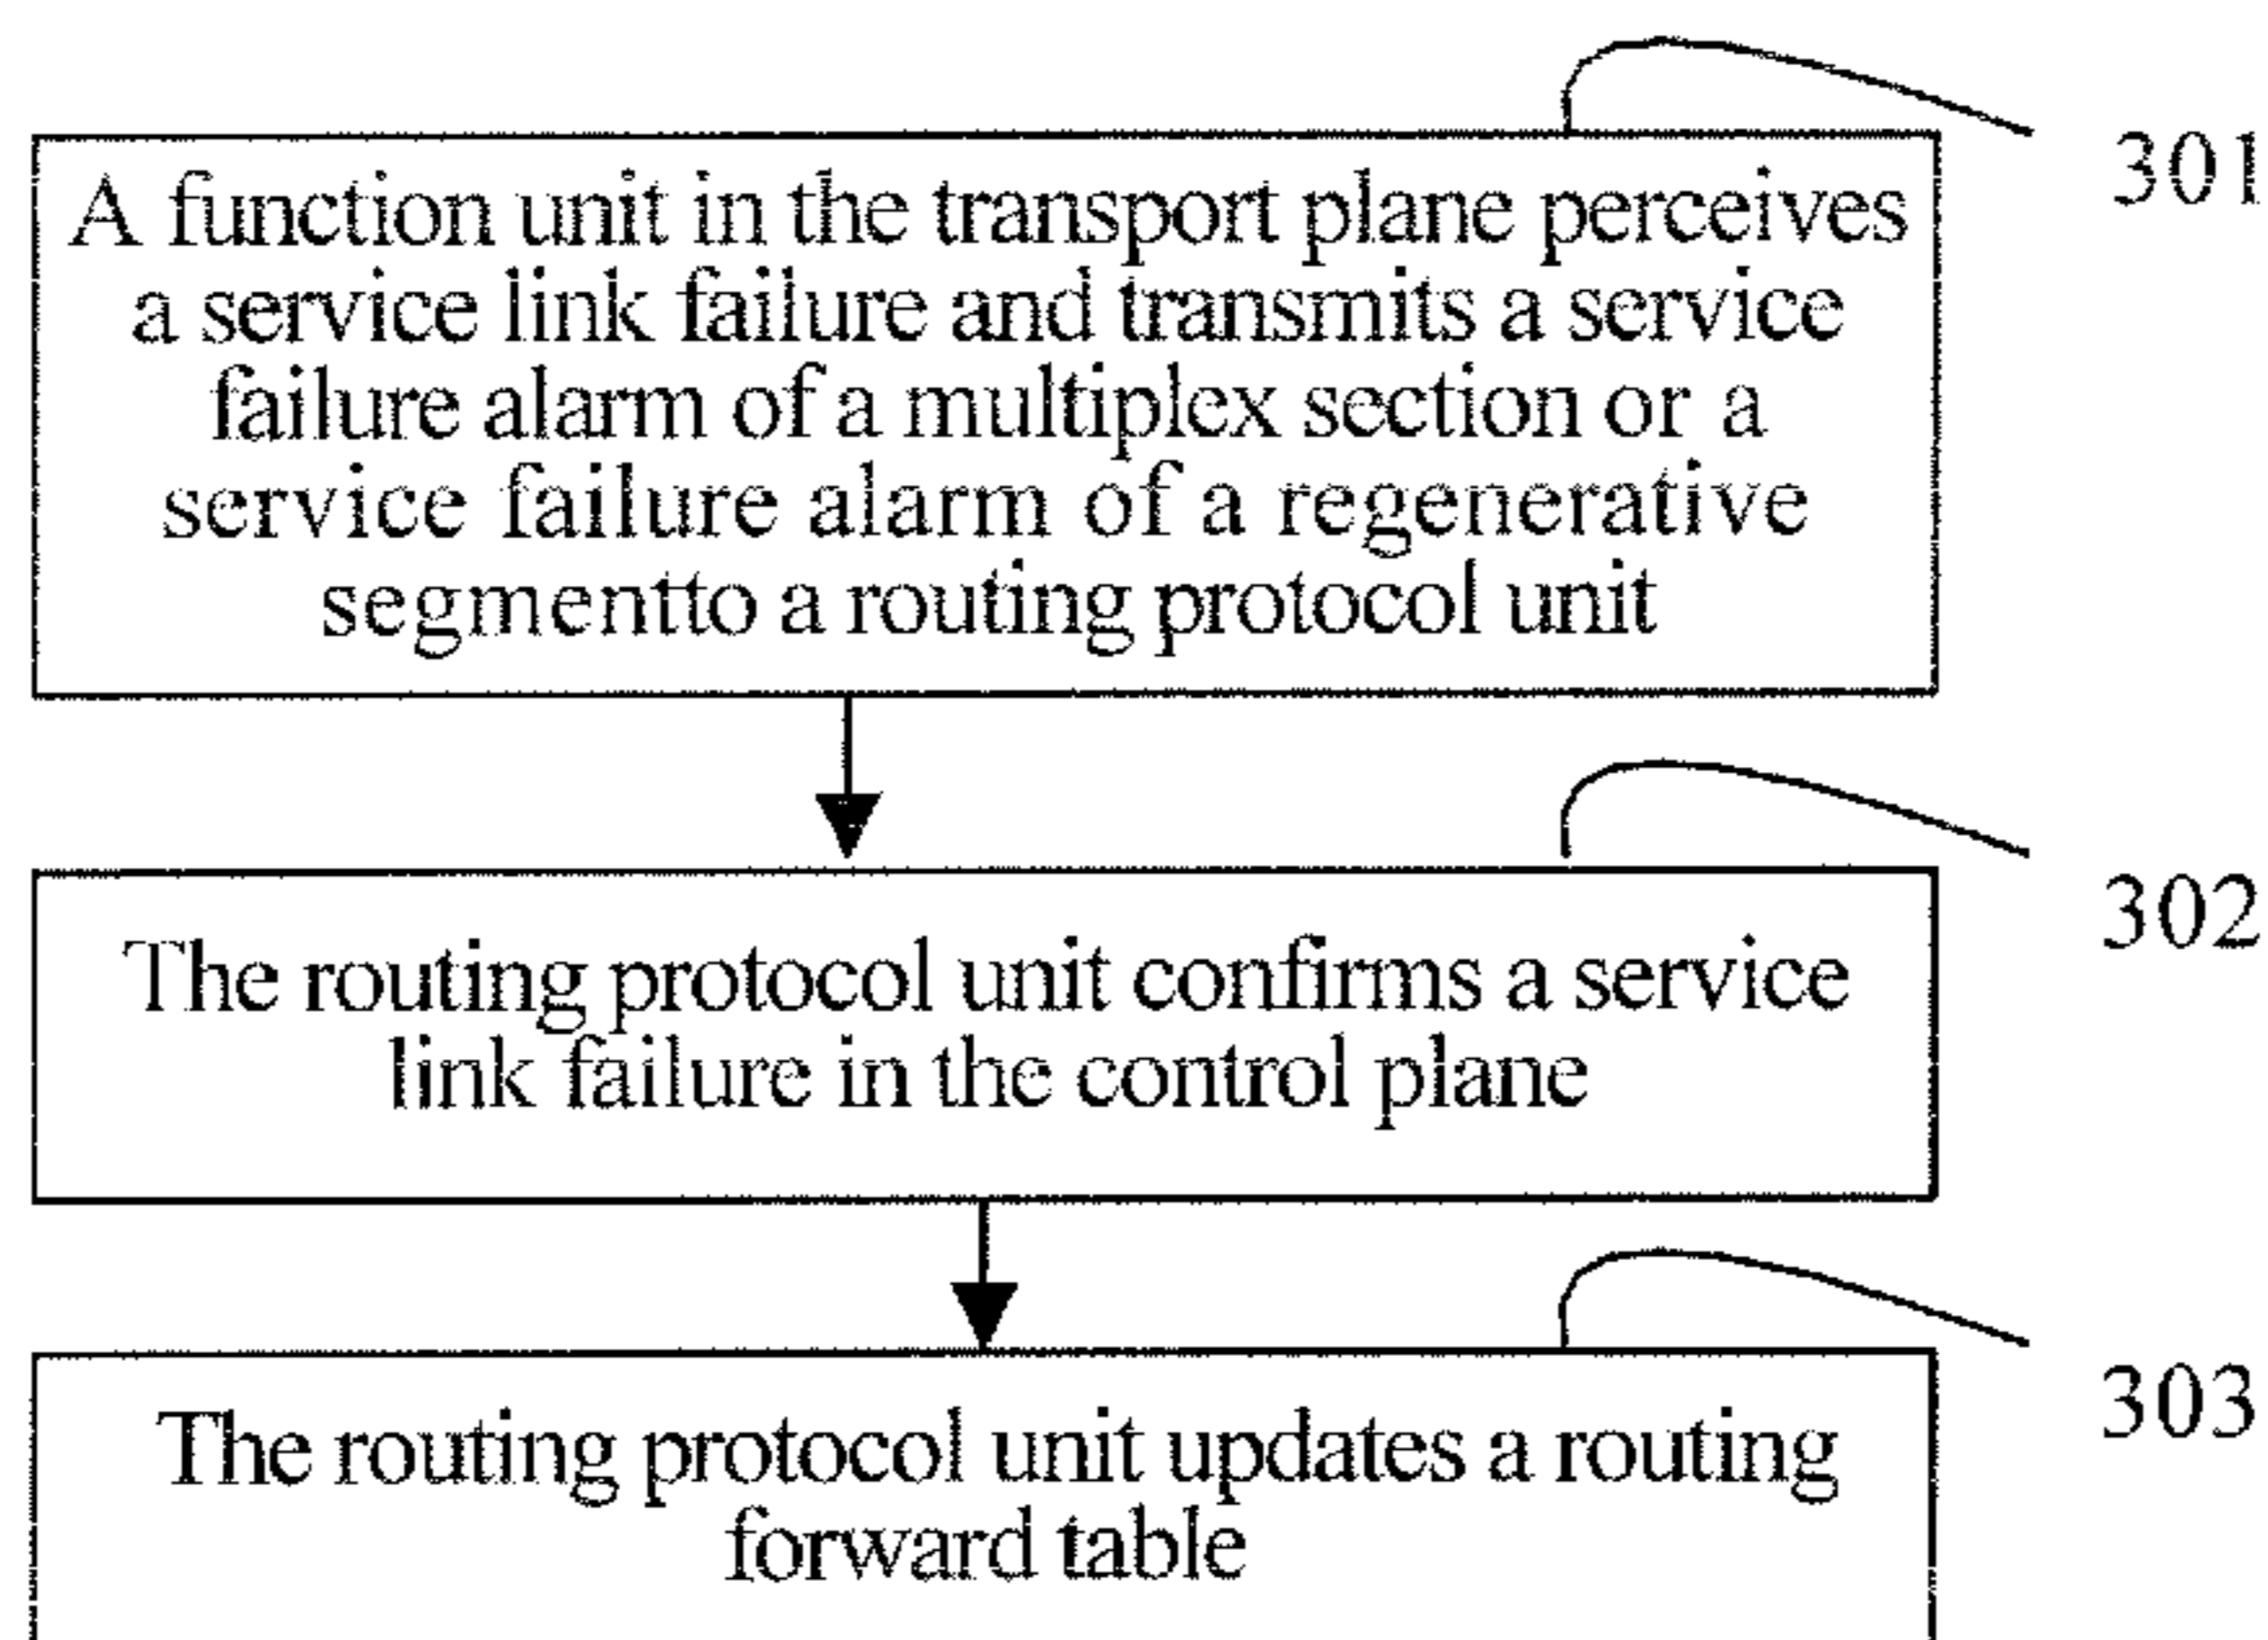 301
A function unit in the transport plane perceives
a service link failure and transmits a service
failure alarm of a multiplex section or a
service failure alarm of a regenerative
segmentto a routing protocol unit
302
The routing protocol unit confirms a service
link failure in the control plane
303
The routing protocol unit updates a routing
forward table